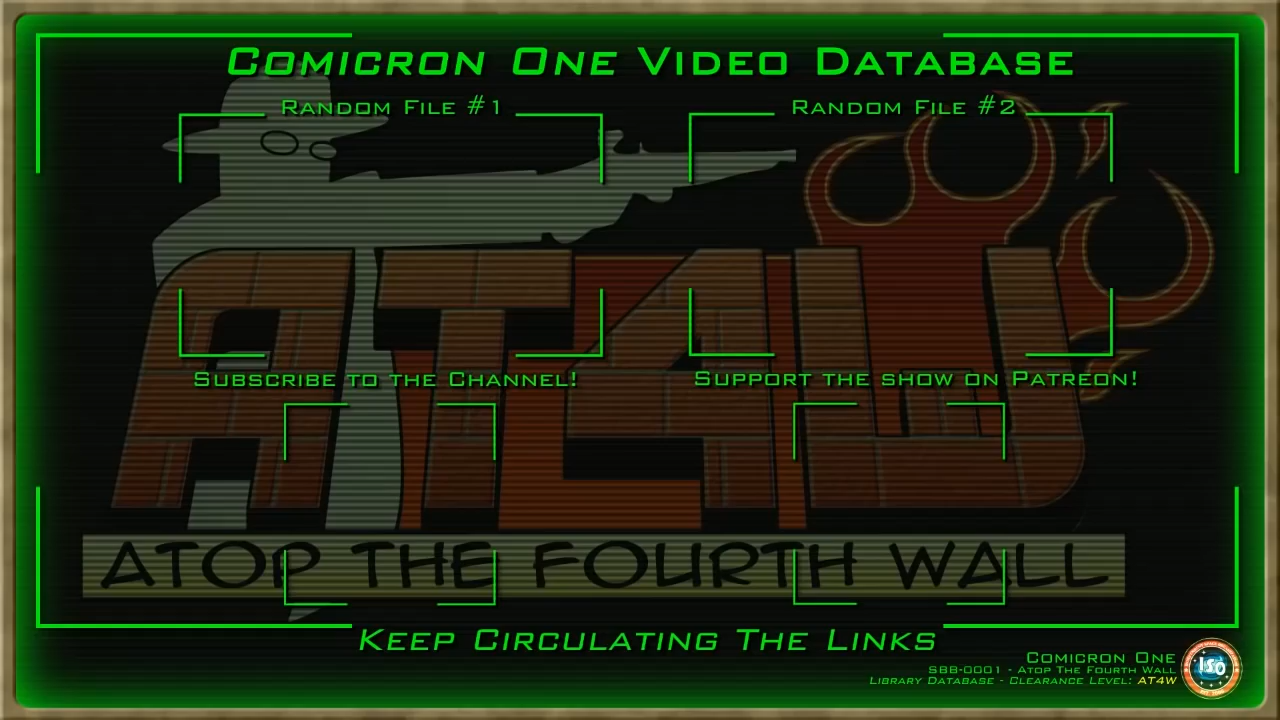 Comicron One Video Database
Random File #1
Random File #2
AT4W
Subscribe to the Channel!
Support the show on Patreon!
ATOP THE FOURTH WALL
Keep Circulating The Links
Comicron One
SBB-0001 - Atop The Fourth Wall
Library Database - Clearance Level: AT4W
ISO